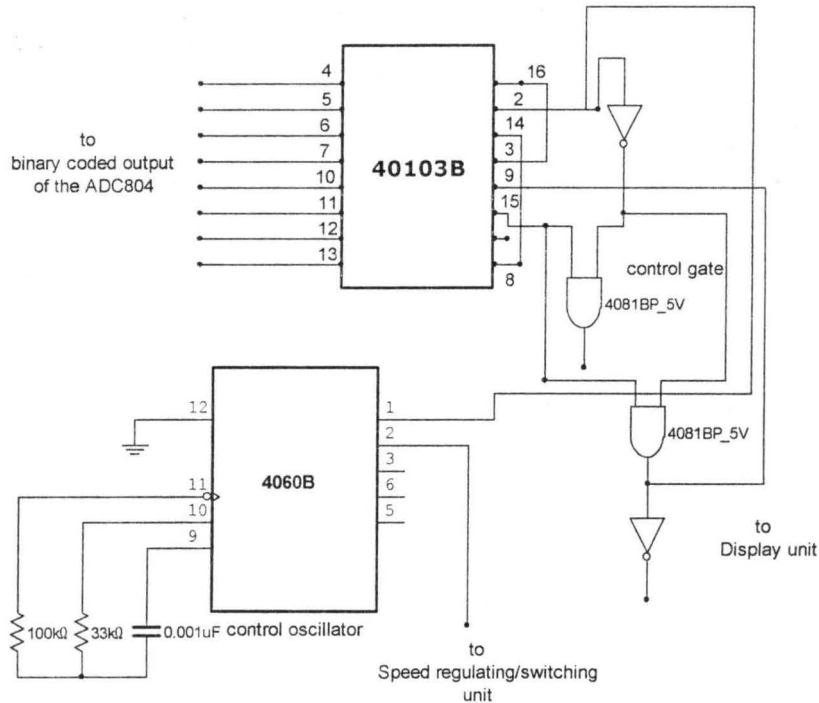 4
5
6
7
10
11
12
13
to
binary coded output
of the ADC804
40103B
16
2
14
3
9
15
8
control gate
4081BP_5V
4081BP_5V
12
11
10
9
4060B
1
2
3
6
5
100kΩ
33kΩ
0.001uF
control oscillator
to
Speed regulating/switching
unit
to
Display unit